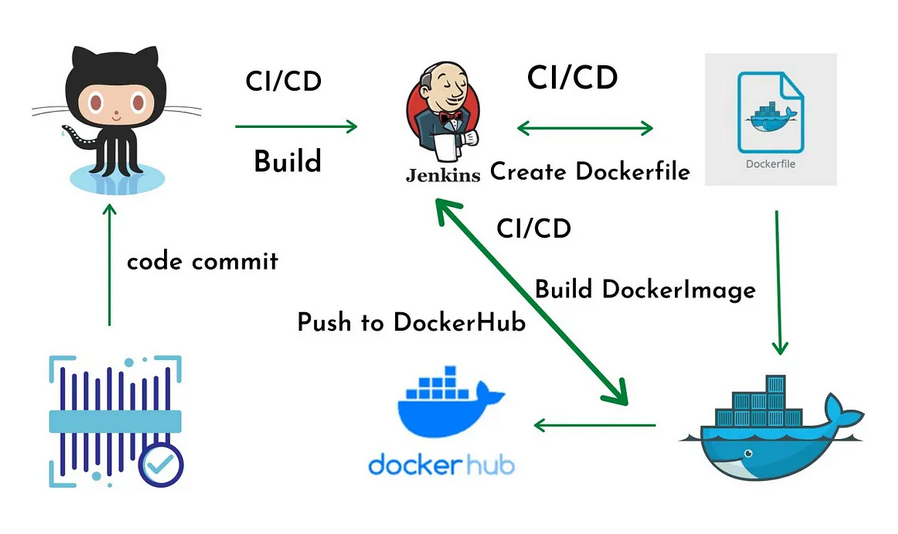 CI/CD
Build
Jenkins
CI/CD
Create Dockerfile
Dockerfile
code commit
CI/CD
Build DockerImage
Push to DockerHub
docker hub